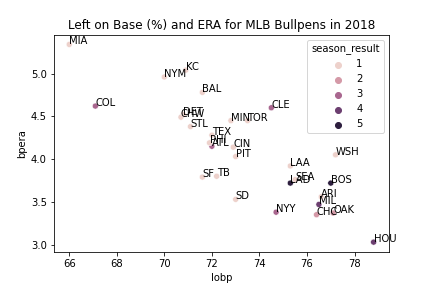 Left on Base (%) and ERA for MLB Bullpens in 2018
MIA
season_result
1
2
3
4
5
KC
NYM
5.0
BAL
COL
CLE
DET
CHW
4.5
MIN
TOR
STL
TEX
PHI
ATL
CIN
bpera
WSH
PIT
4.0
LAA
SF
TB
SEA
LAD
BOS
SD
ARI
MIL
3.5
NYY
CHC
OAK
HOU
3.0
66
68
70
72
74
76
78
lobp